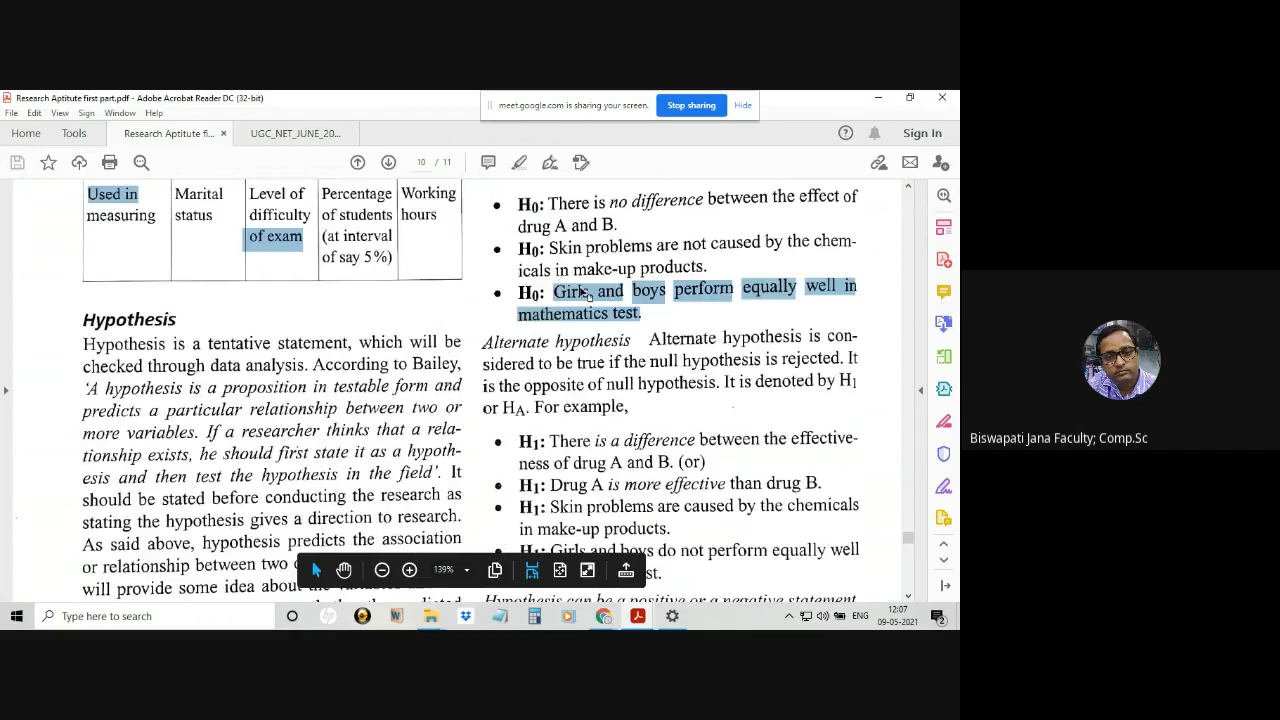 Research Aptitute first part.pdf - Adobe Acrobat Reader DC (32-bit)
meet.google.com is sharing your screen.
Stop sharing
Hide
File Edit View Sign Window Help
Home Tools
Research Aptitute fi... ×
UGC_NET_JUNE_20...
Sign In
10 / 11
Used in measuring
Marital status
Level of difficulty of exam
Percentage of students (at interval of say 5%)
Working hours
Hypothesis
Hypothesis is a tentative statement, which will be
checked through data analysis. According to Bailey,
‘A hypothesis is a proposition in testable form and
predicts a particular relationship between two or
more variables. If a researcher thinks that a rela-
tionship exists, he should first state it as a hypoth-
esis and then test the hypothesis in the field’. It
should be stated before conducting the research as
stating the hypothesis gives a direction to research.
As said above, hypothesis predicts the association
or relationship between two
will provide some idea about the
• H0: There is no difference between the effect of
drug A and B.
• H0: Skin problems are not caused by the chem-
icals in make-up products.
• H0: Girls and boys perform equally well in
mathematics test.
Alternate hypothesis Alternate hypothesis is con-
sidered to be true if the null hypothesis is rejected. It
is the opposite of null hypothesis. It is denoted by H1
or HA. For example,
• H1: There is a difference between the effective-
ness of drug A and B. (or)
• H1: Drug A is more effective than drug B.
• H1: Skin problems are caused by the chemicals
in make-up products.
• H1: Girls and boys do not perform equally well
Hypothesis can be a positive or a negative statement
139%
Type here to search
ENG
12:07
09-05-2021
2
Biswapati Jana Faculty; Comp.Sc